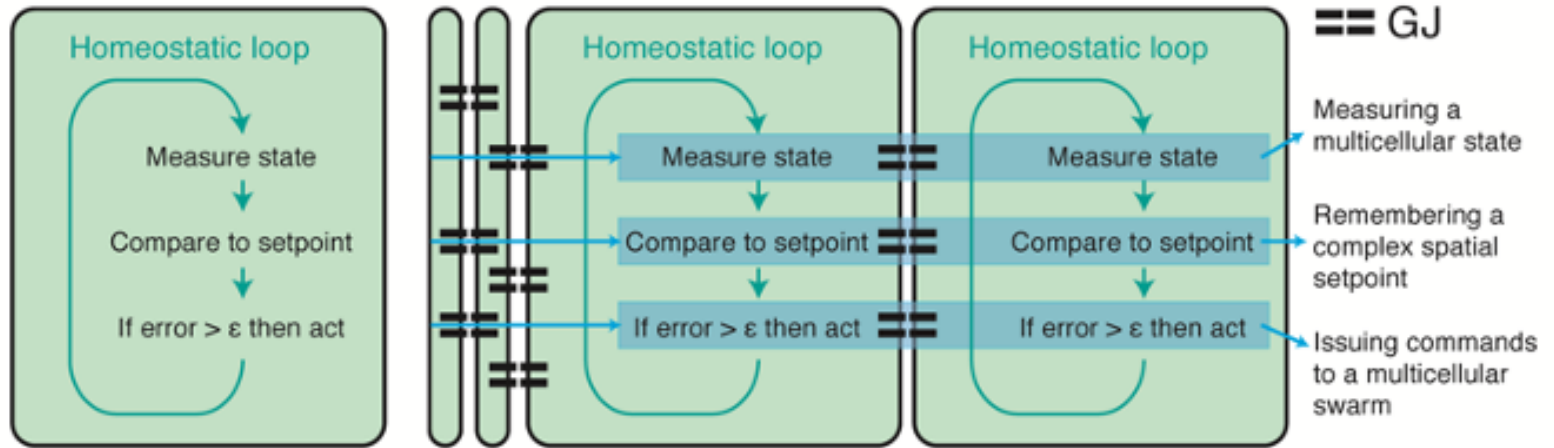 Homeostatic loop
Measure state
Compare to setpoint
If error > ε then act
Homeostatic loop
Measure state
Compare to setpoint
If error > ε then act
Homeostatic loop
Measure state
Compare to setpoint
If error > ε then act
GJ
Measuring a
multicellular state
Remembering a
complex spatial
setpoint
Issuing commands
to a multicellular
swarm